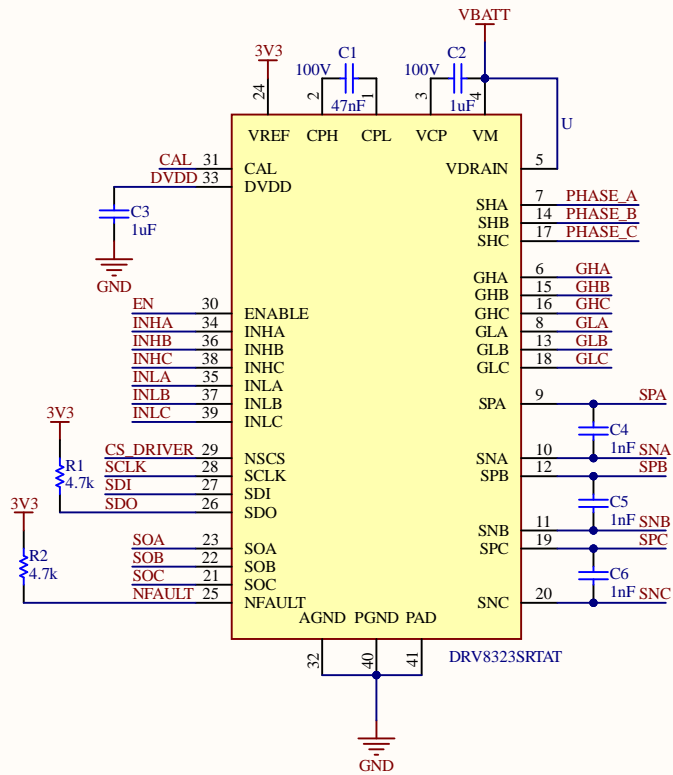 VBATT
3V3
C1
C2
100V
100V
24
2
47nF
1
3
1uF
4
U
VREF
CPH
CPL
VCP
VM
CAL
31
CAL
VDRAIN
5
DVDD
33
DVDD
C3
1uF
GND
SHA
7
PHASE_A
SHB
14
PHASE_B
SHC
17
PHASE_C
GHA
6
GHA
GHB
15
GHB
GHC
16
GHC
GLA
8
GLA
GLB
13
GLB
GLC
18
GLC
EN
30
ENABLE
INHA
34
INHA
INHB
36
INHB
INHC
38
INHC
INLA
35
INLA
INLB
37
INLB
INLC
39
INLC
SPA
9
SPA
C4
1nF
SNA
10
SNA
SPB
12
SPB
C5
1nF
SNB
11
SNB
SPC
19
SPC
C6
1nF
SNC
20
SNC
3V3
R1
4.7k
CS_DRIVER
29
NSCS
SCLK
28
SCLK
SDI
27
SDI
SDO
26
SDO
3V3
R2
4.7k
SOA
23
SOA
SOB
22
SOB
SOC
21
SOC
NFAULT
25
NFAULT
AGND
PGND
PAD
32
40
41
DRV8323SRTAT
GND